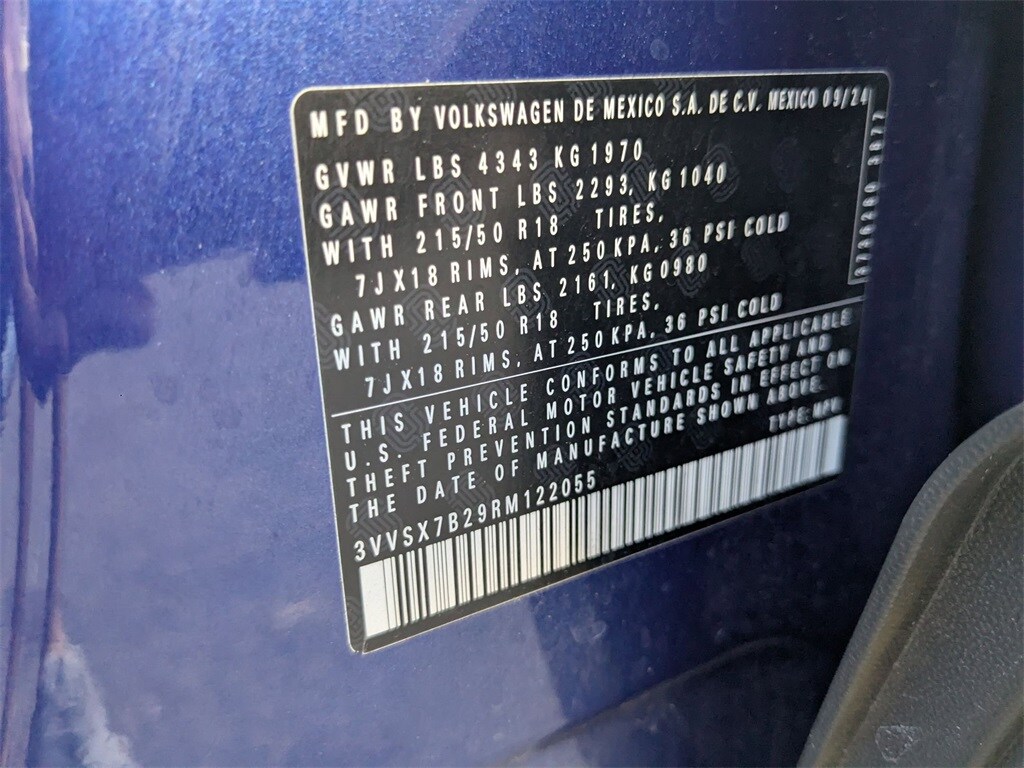 MFD BY VOLKSWAGEN DE MEXICO S.A. DE C.V. MEXICO 09/24
GVWR LBS 4343 KG 1970
GAWR FRONT LBS 2293, KG 1040
WITH 215/50 R18 TIRES,
7JX18 RIMS, AT 250 KPA, 36 PSI COLD
GAWR REAR LBS 2161, KG 0980
WITH 215/50 R18 TIRES,
7JX18 RIMS, AT 250 KPA, 36 PSI COLD
THIS VEHICLE CONFORMS TO ALL APPLICABLE
U.S. FEDERAL MOTOR VEHICLE SAFETY AND
THEFT PREVENTION STANDARDS IN EFFECT ON
THE DATE OF MANUFACTURE SHOWN ABOVE.
TYPE: MPV
3VVSX7B29RM122055